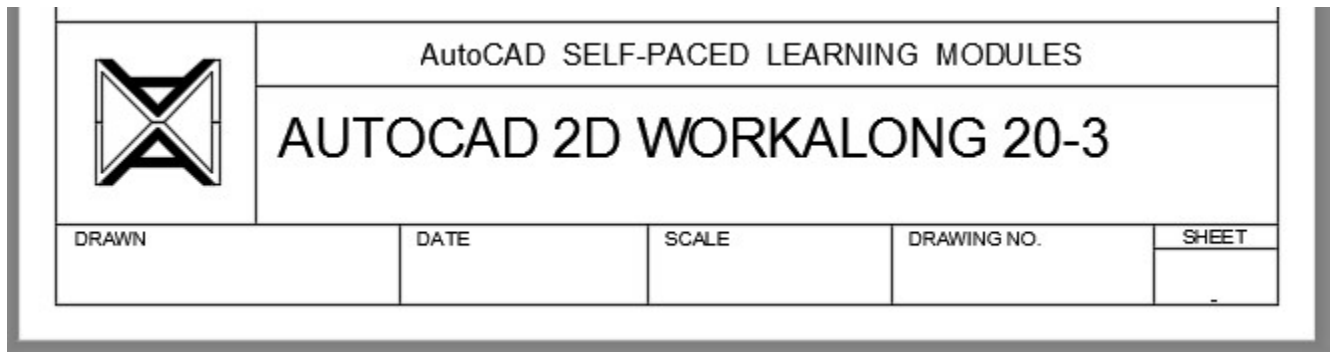 AutoCAD SELF-PACED LEARNING MODULES
AUTOCAD 2D WORKALONG 20-3
DRAWN DATE SCALE DRAWING NO. SHEET
-